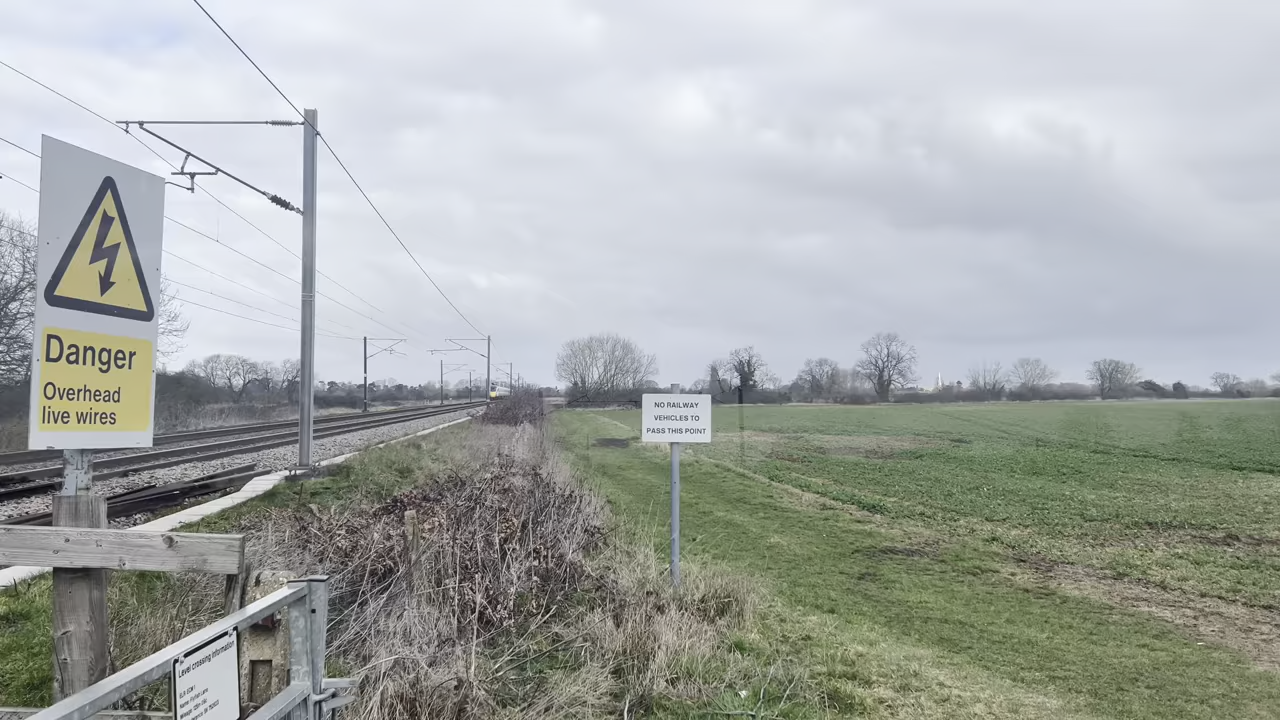 Danger
Overhead
live wires
NO RAILWAY
VEHICLES TO
PASS THIS POINT
Level crossing information